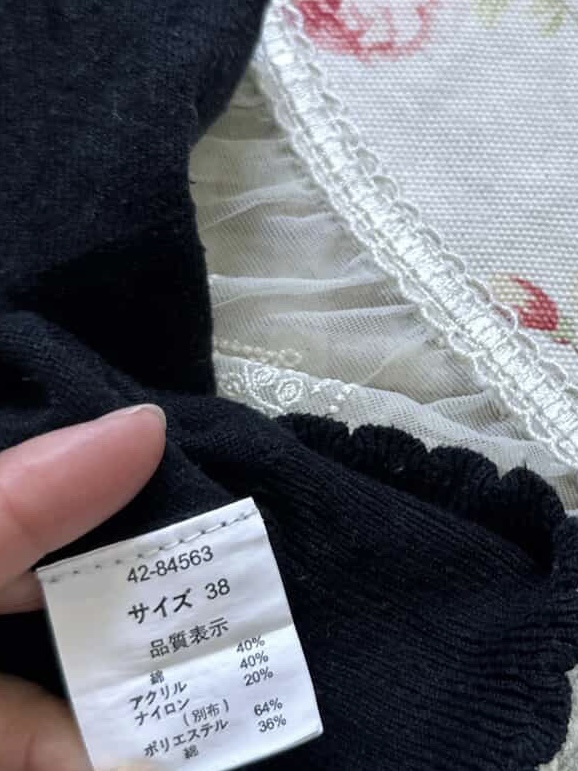 42-84563
サイズ 38
品質表示
綿 40%
アクリル 40%
ナイロン 20%
(別布)
ポリエステル 64%
綿 36%